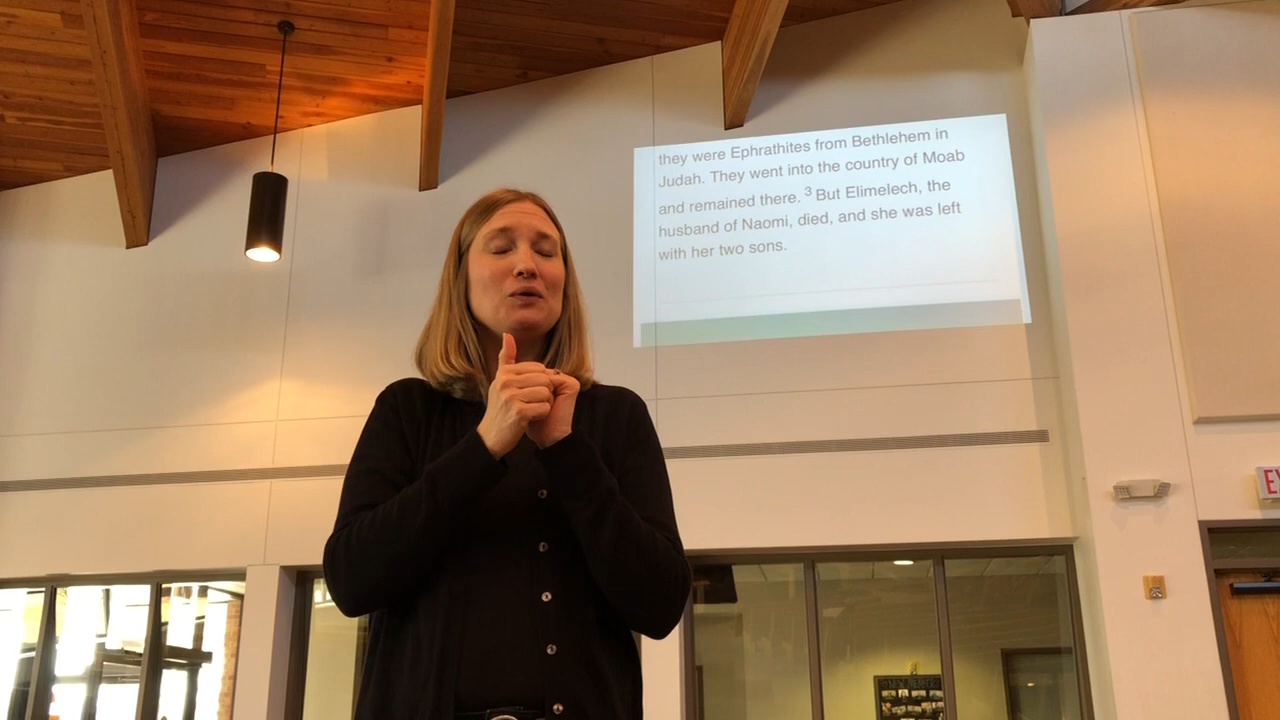 they were Ephrathites from Bethlehem in
Judah. They went into the country of Moab
and remained there. 3 But Elimelech, the
husband of Naomi, died, and she was left
with her two sons.